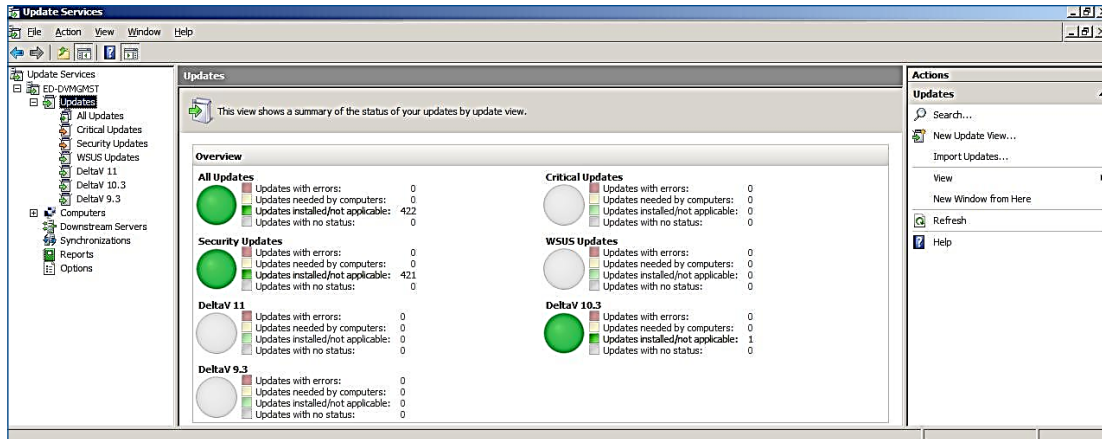 Update Services
File Action View Window Help
Update Services
ED-DVMGMST
Updates
All Updates
Critical Updates
Security Updates
WSUS Updates
DeltaV 11
DeltaV 10.3
DeltaV 9.3
Computers
Downstream Servers
Synchronizations
Reports
Options
Updates
This view shows a summary of the status of your updates by update view.
Overview
All Updates
Updates with errors: 0
Updates needed by computers: 0
Updates installed/not applicable: 422
Updates with no status: 0
Critical Updates
Updates with errors: 0
Updates needed by computers: 0
Updates installed/not applicable: 0
Updates with no status: 0
Security Updates
Updates with errors: 0
Updates needed by computers: 0
Updates installed/not applicable: 421
Updates with no status: 0
WSUS Updates
Updates with errors: 0
Updates needed by computers: 0
Updates installed/not applicable: 0
Updates with no status: 0
DeltaV 11
Updates with errors: 0
Updates needed by computers: 0
Updates installed/not applicable: 0
Updates with no status: 0
DeltaV 10.3
Updates with errors: 0
Updates needed by computers: 0
Updates installed/not applicable: 1
Updates with no status: 0
DeltaV 9.3
Updates with errors: 0
Updates needed by computers: 0
Updates installed/not applicable: 0
Updates with no status: 0
Actions
Updates
Search...
New Update View...
Import Updates...
View
New Window from Here
Refresh
Help